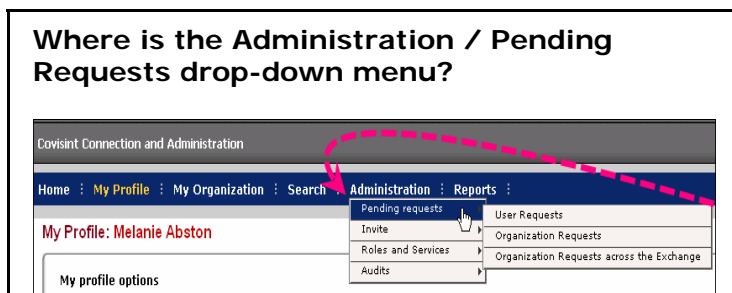 Where is the Administration / Pending
Requests drop-down menu?
Covisint Connection and Administration
Home My Profile My Organization Search Administration Reports
Pending requests
Invite
Roles and Services
Audits
User Requests
Organization Requests
Organization Requests across the Exchange
My Profile: Melanie Abston
My profile options